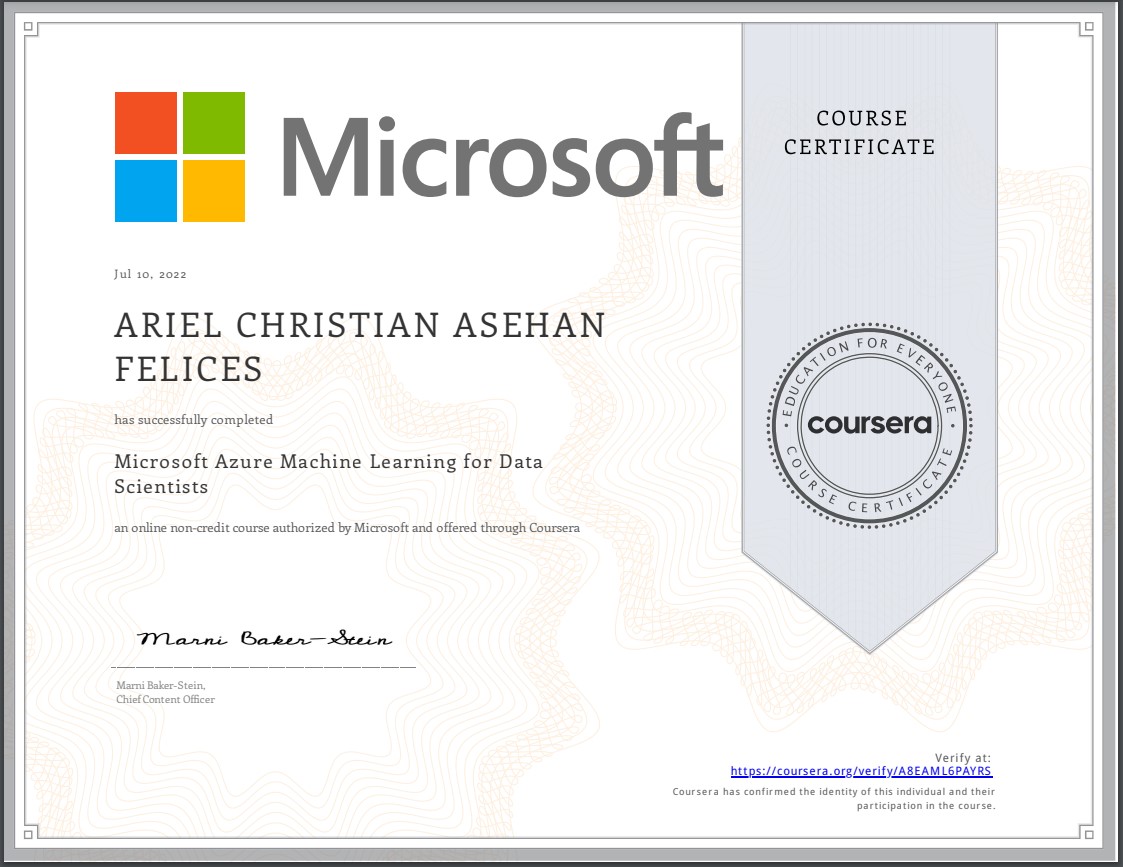 Microsoft
COURSE
CERTIFICATE
Jul 10, 2022
ARIEL CHRISTIAN ASEHAN
FELICES
has successfully completed
Microsoft Azure Machine Learning for Data
Scientists
an online non-credit course authorized by Microsoft and offered through Coursera
EDUCATION FOR EVERYONE
coursera
COURSE CERTIFICATE
Marni Baker-Stein
Marni Baker-Stein,
Chief Content Officer
Verify at:
https://coursera.org/verify/A8EAML6PAYRS
Coursera has confirmed the identity of this individual and their
participation in the course.